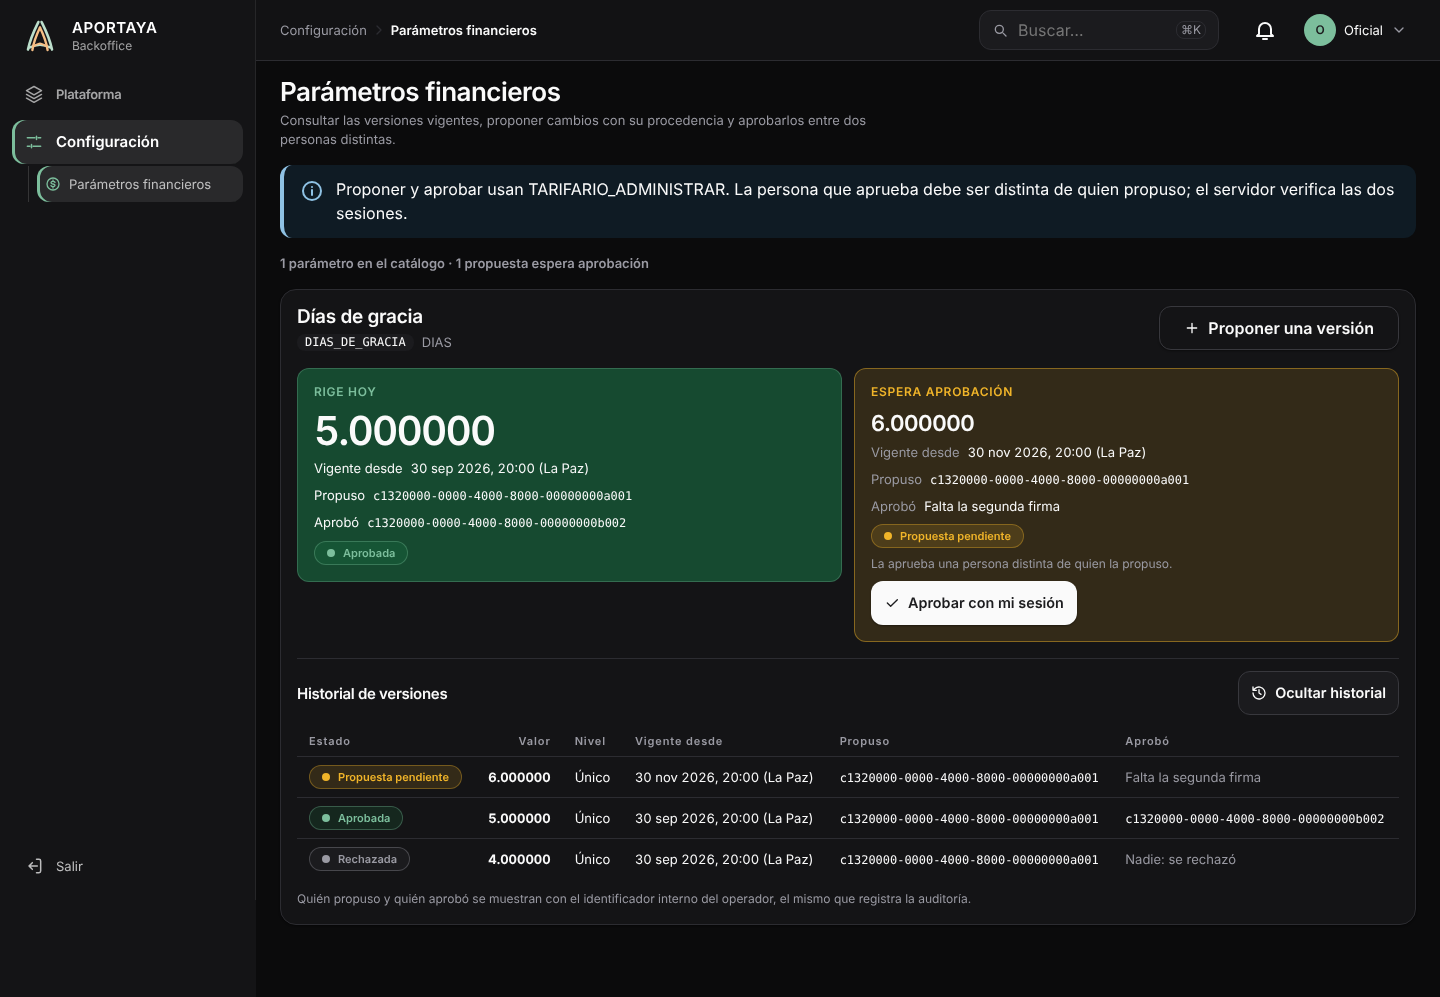 APORTAYA
Backoffice
Plataforma
Configuración
Parámetros financieros
Salir
Configuración > Parámetros financieros
Buscar... ⌘K
O Oficial
Parámetros financieros
Consultar las versiones vigentes, proponer cambios con su procedencia y aprobarlos entre dos
personas distintas.
Proponer y aprobar usan TARIFARIO_ADMINISTRAR. La persona que aprueba debe ser distinta de quien propuso; el servidor verifica las dos
sesiones.
1 parámetro en el catálogo · 1 propuesta espera aprobación
Días de gracia
DIAS_DE_GRACIA DIAS
+ Proponer una versión
RIGE HOY
5.000000
Vigente desde 30 sep 2026, 20:00 (La Paz)
Propuso c1320000-0000-4000-8000-00000000a001
Aprobó c1320000-0000-4000-8000-00000000b002
Aprobada
ESPERA APROBACIÓN
6.000000
Vigente desde 30 nov 2026, 20:00 (La Paz)
Propuso c1320000-0000-4000-8000-00000000a001
Aprobó Falta la segunda firma
Propuesta pendiente
La aprueba una persona distinta de quien la propuso.
Aprobar con mi sesión
Historial de versiones
Ocultar historial
Estado Valor Nivel Vigente desde Propuso Aprobó
Propuesta pendiente 6.000000 Único 30 nov 2026, 20:00 (La Paz) c1320000-0000-4000-8000-00000000a001 Falta la segunda firma
Aprobada 5.000000 Único 30 sep 2026, 20:00 (La Paz) c1320000-0000-4000-8000-00000000a001 c1320000-0000-4000-8000-00000000b002
Rechazada 4.000000 Único 30 sep 2026, 20:00 (La Paz) c1320000-0000-4000-8000-00000000a001 Nadie: se rechazó
Quién propuso y quién aprobó se muestran con el identificador interno del operador, el mismo que registra la auditoría.